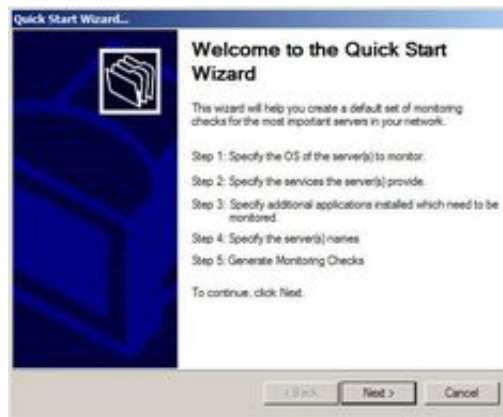 Quick Start Wizard...
Welcome to the Quick Start
Wizard
This wizard will help you create a default set of monitoring
checks for the most important servers in your network.
Step 1: Specify the OS of the server(s) to monitor.
Step 2: Specify the services the server(s) provide.
Step 3: Specify additional applications installed which need to be
monitored.
Step 4: Specify the server(s) names
Step 5: Generate Monitoring Checks
To continue, click Next.
< Back
Next >
Cancel